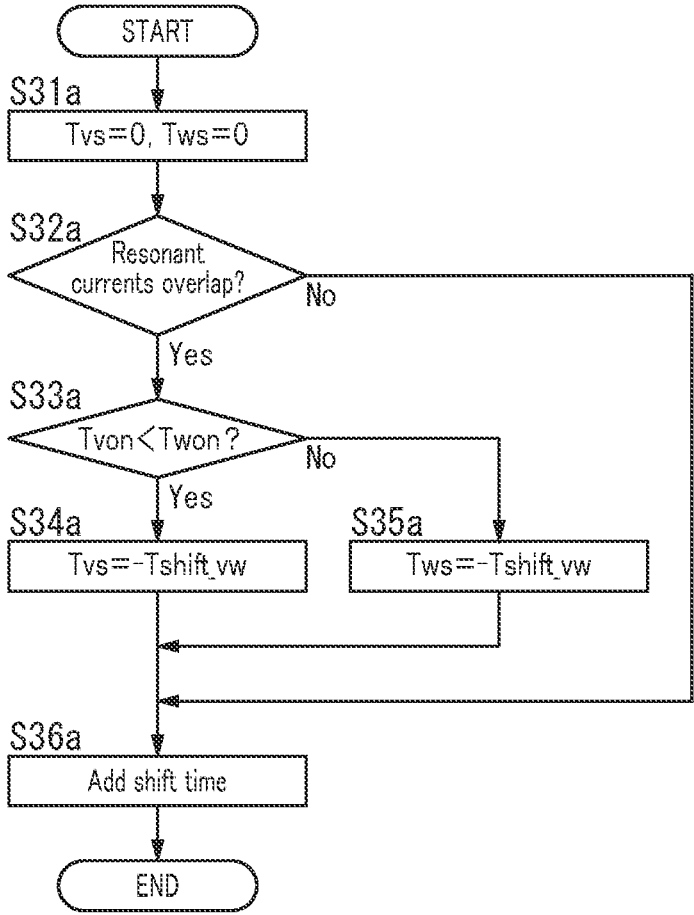 START
S31a
Tvs=0, Tws=0
S32a
Resonant
currents overlap?
No
Yes
S33a
Tvon<Twon?
No
Yes
S34a
Tvs=-Tshift_vw
S35a
Tws=-Tshift_vw
S36a
Add shift time
END